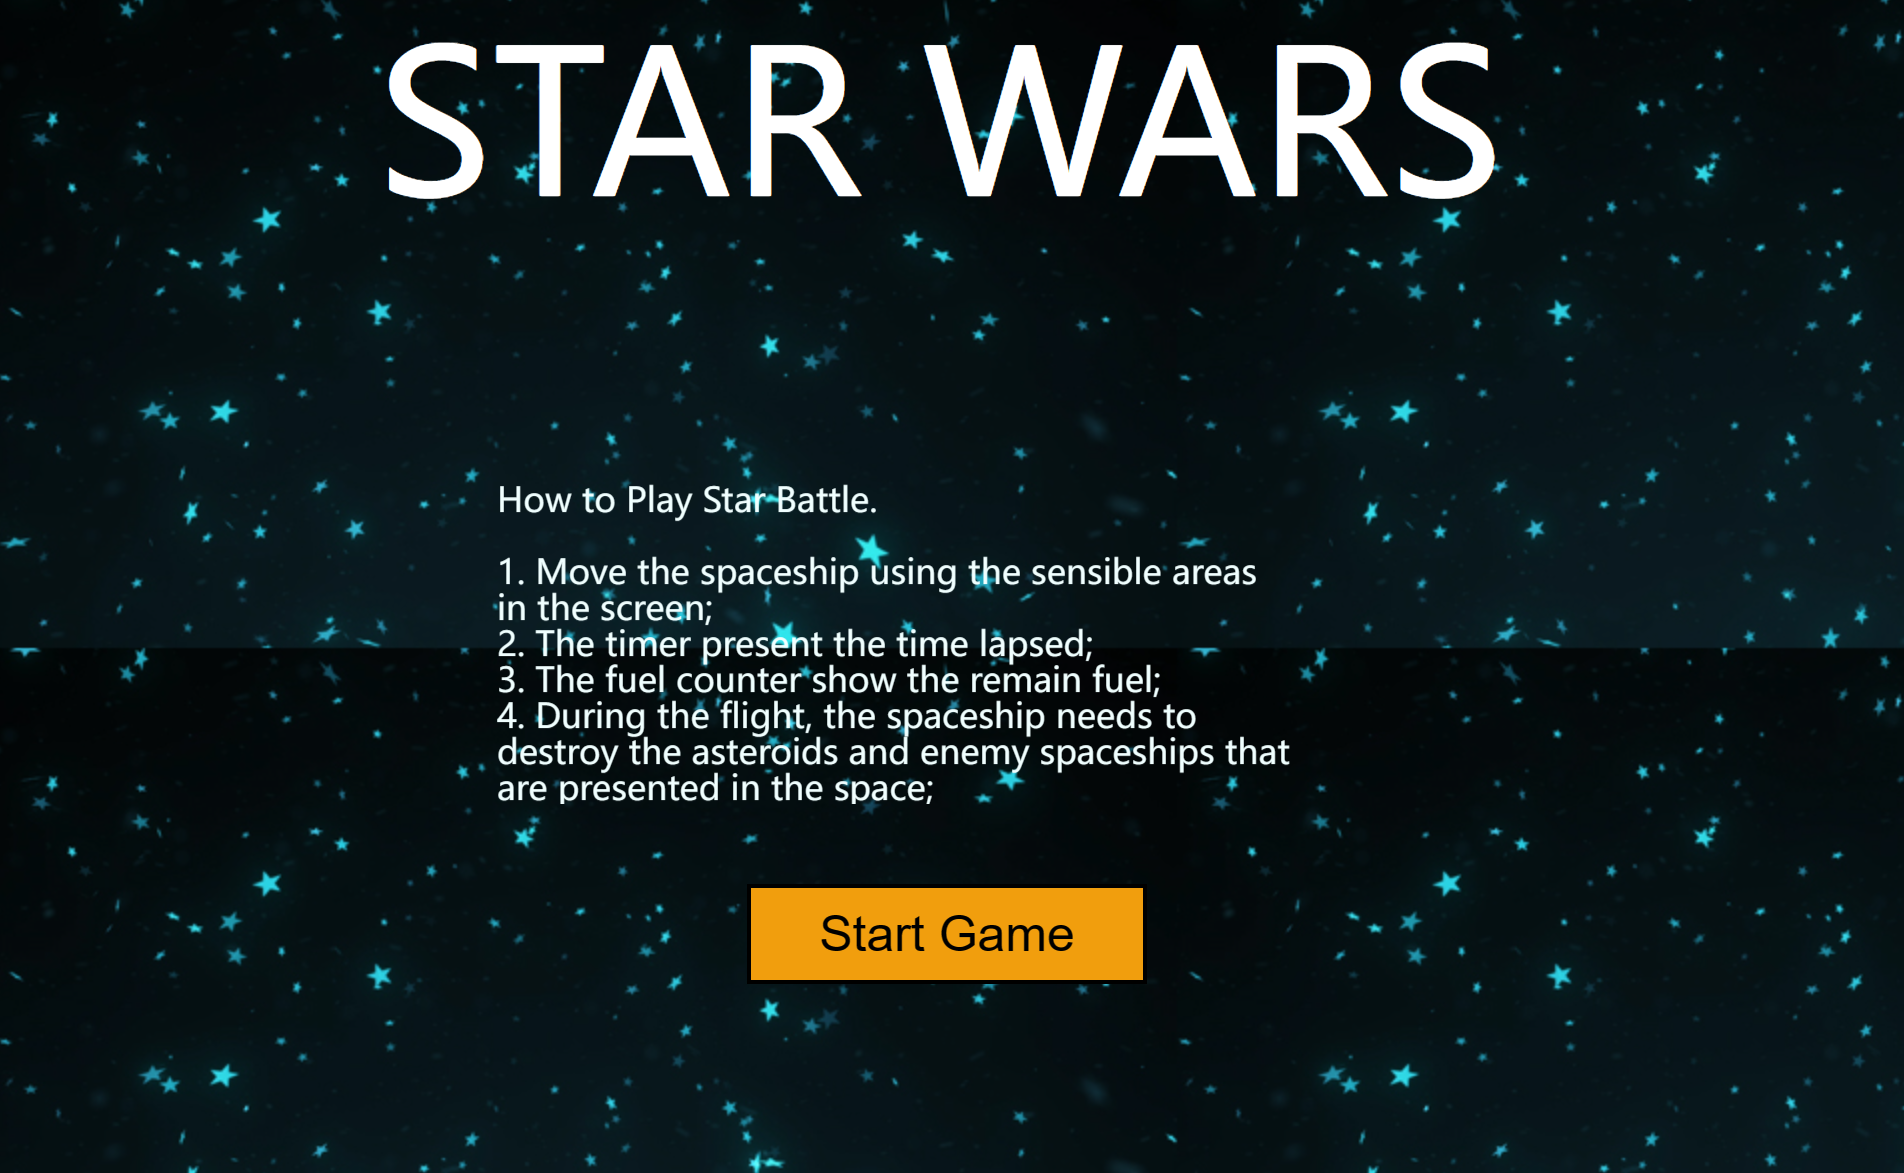 STAR WARS
How to Play Star Battle.
1. Move the spaceship using the sensible areas
in the screen;
2. The timer present the time lapsed;
3. The fuel counter show the remain fuel;
4. During the flight, the spaceship needs to
destroy the asteroids and enemy spaceships that
are presented in the space;
Start Game